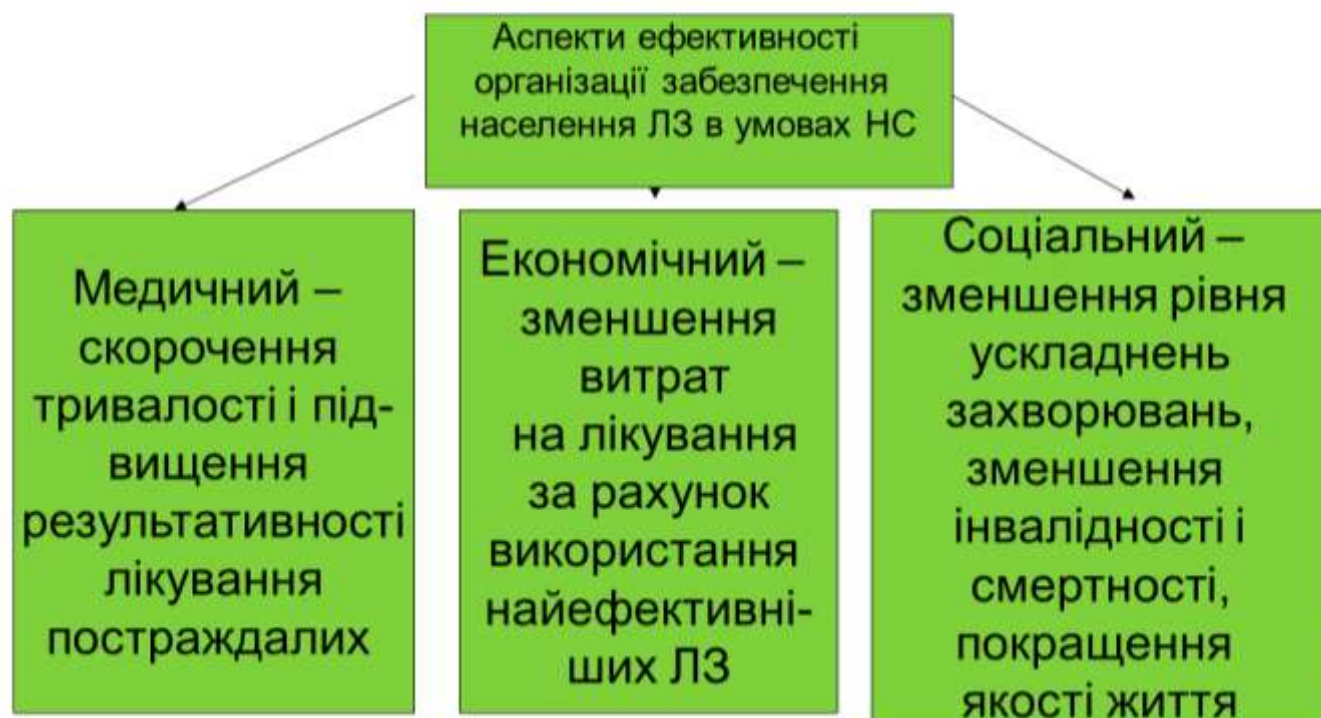 Аспекти ефективності
організації забезпечення
населення ЛЗ в умовах НС
Медичний –
скорочення
тривалості і під-
вищення
результативності
лікування
постраждалих
Економічний –
зменшення
витрат
на лікування
за рахунок
використання
найефективні-
ших ЛЗ
Соціальний –
зменшення рівня
ускладнень
захворювань,
зменшення
інвалідності і
смертності,
покращення
якості життя